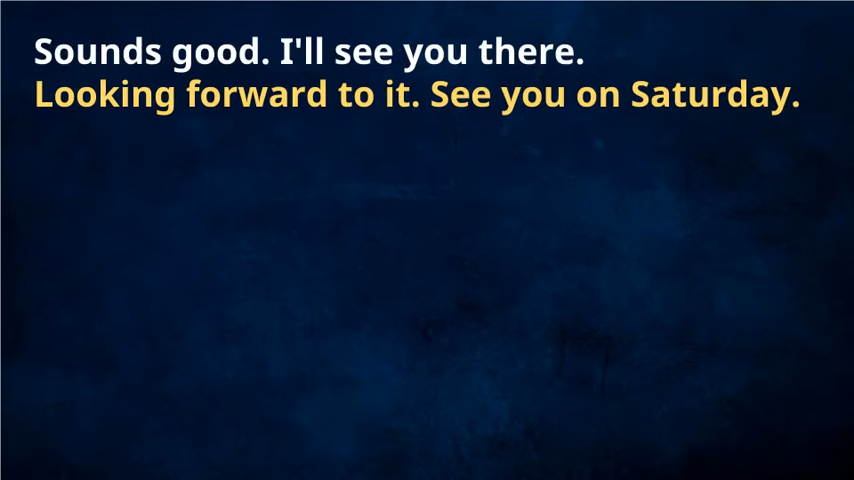 Sounds good. I'll see you there.
Looking forward to it. See you on Saturday.